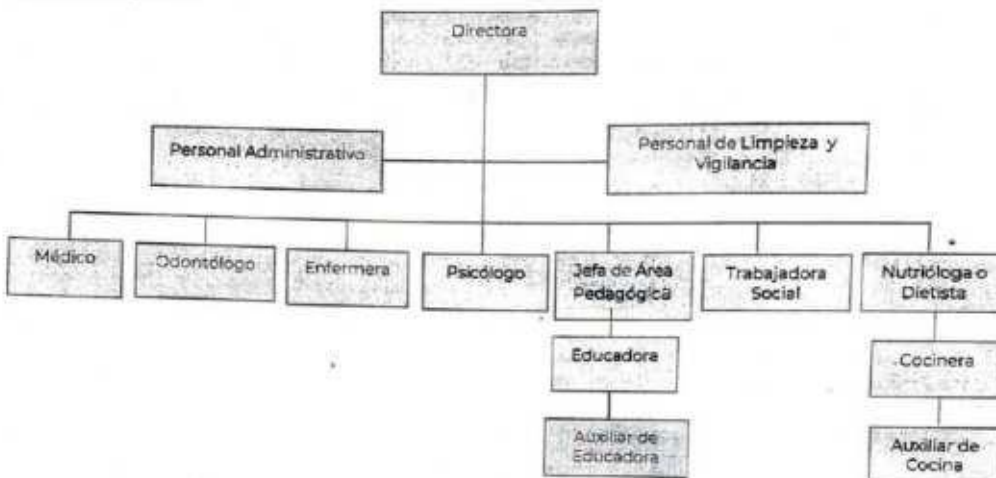 Directora
Personal Administrativo
Personal de Limpieza y
Vigilancia
Médico
Odontólogo
Enfermera
Psicólogo
Jefa de Área
Pedagógica
Trabajadora
Social
Nutrióloga o
Dietista
Educadora
Cocinera
Auxiliar de
Educadora
Auxiliar de
Cocina